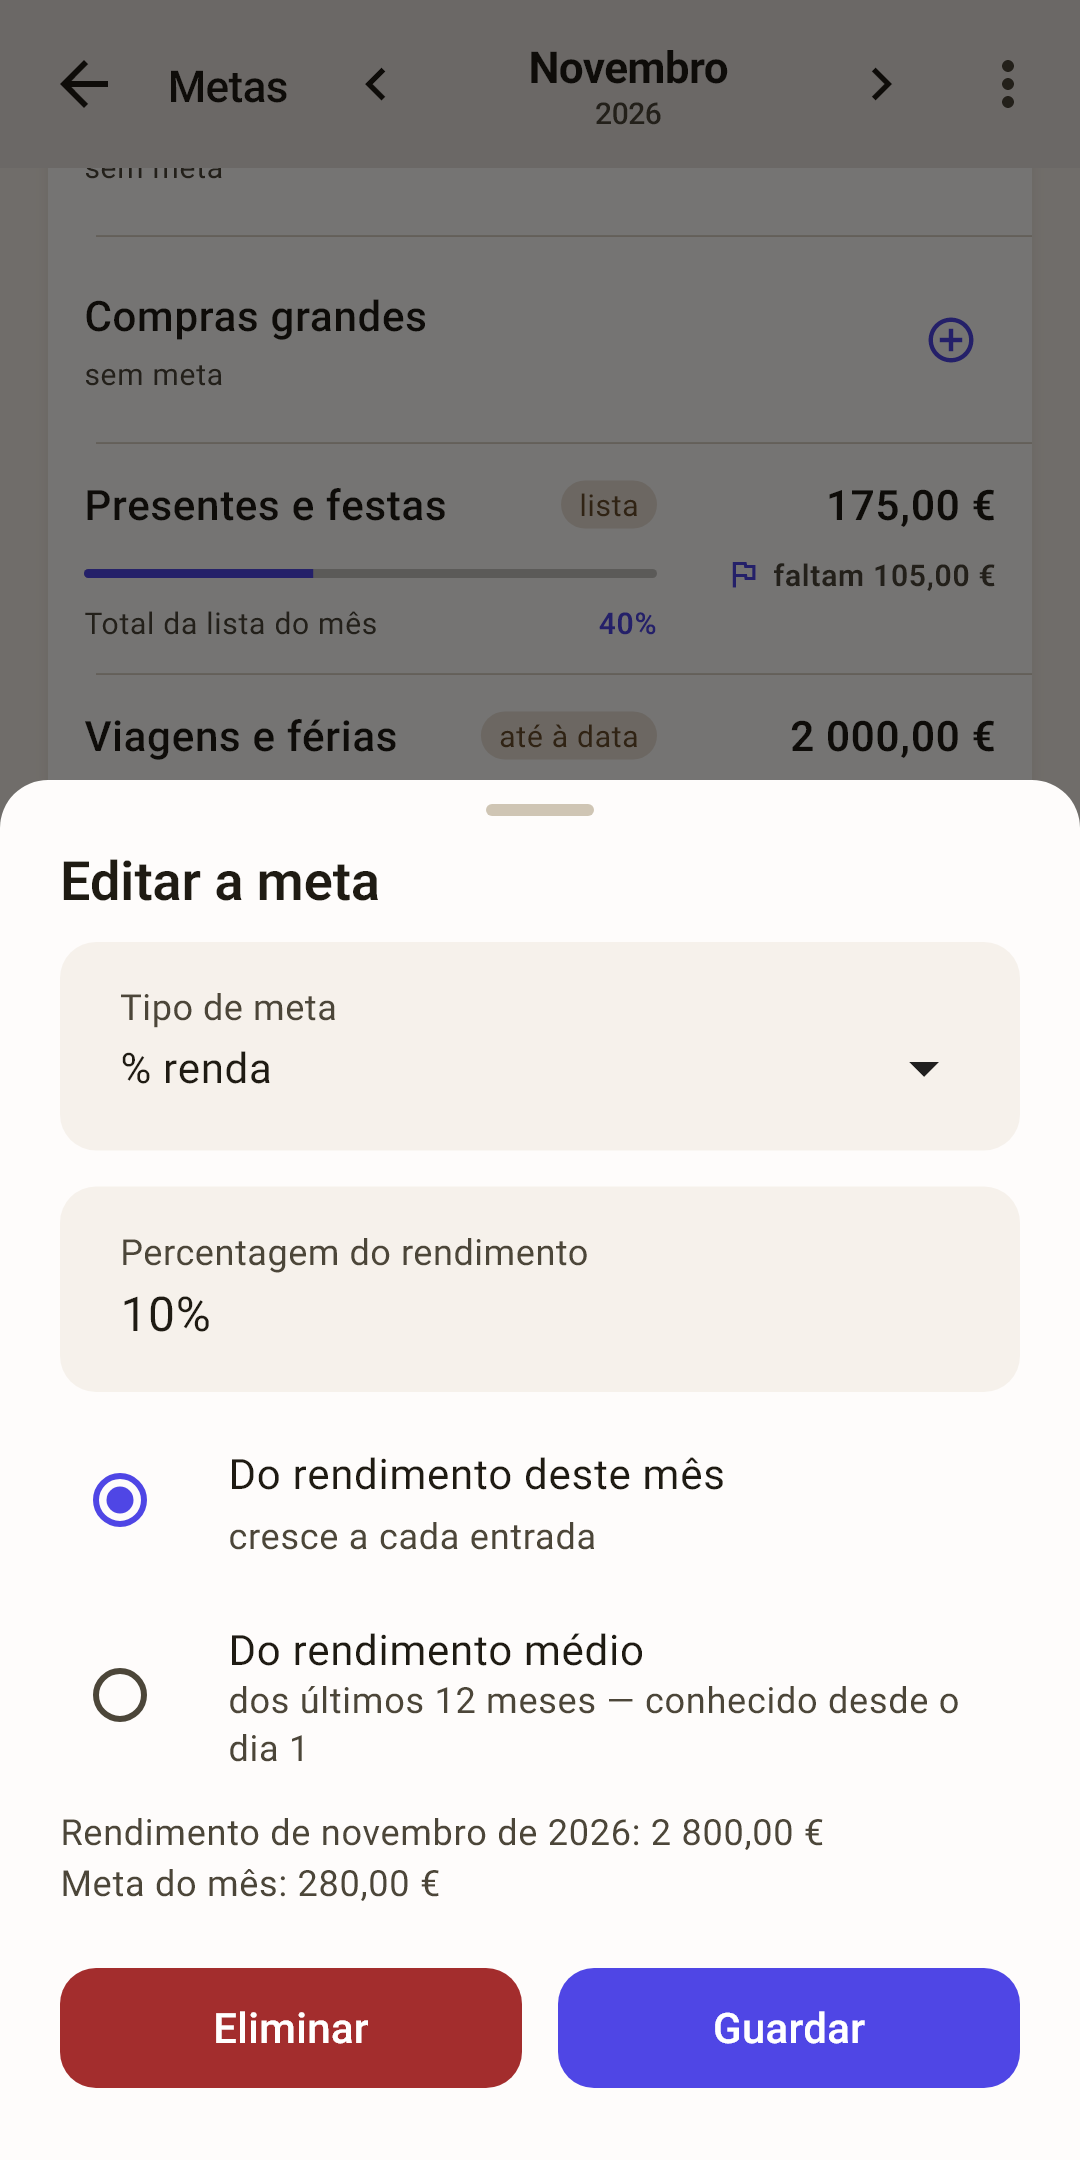 Metas
Novembro
2026
sem meta
Compras grandes
sem meta
Presentes e festas
lista
175,00 €
faltam 105,00 €
Total da lista do mês
40%
Viagens e férias
até à data
2 000,00 €
Editar a meta
Tipo de meta
% renda
Percentagem do rendimento
10%
Do rendimento deste mês
cresce a cada entrada
Do rendimento médio
dos últimos 12 meses — conhecido desde o
dia 1
Rendimento de novembro de 2026: 2 800,00 €
Meta do mês: 280,00 €
Eliminar
Guardar